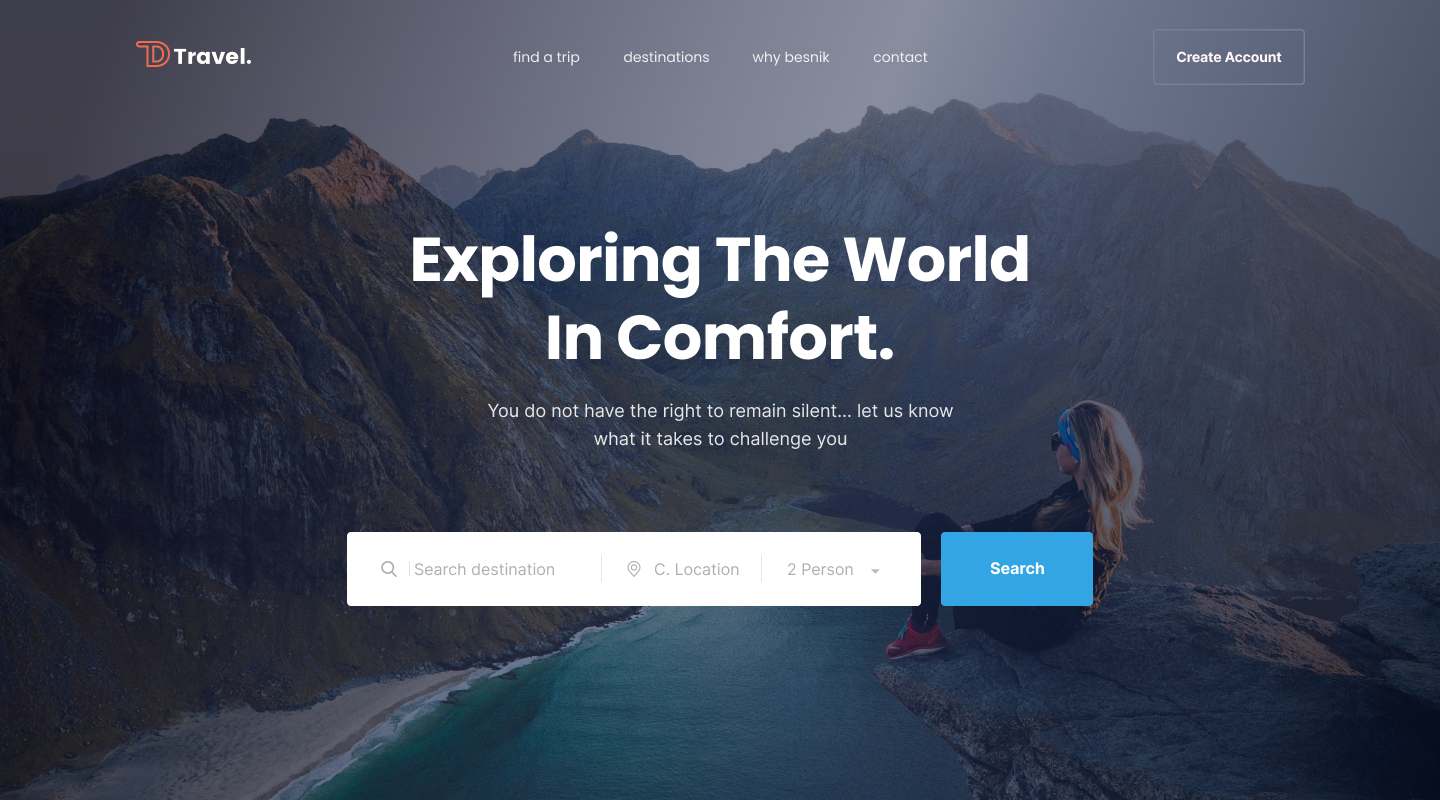 Travel.
find a trip
destinations
why besnik
contact
Create Account
Exploring The World
In Comfort.
You do not have the right to remain silent... let us know
what it takes to challenge you
Search destination
C. Location
2 Person
Search